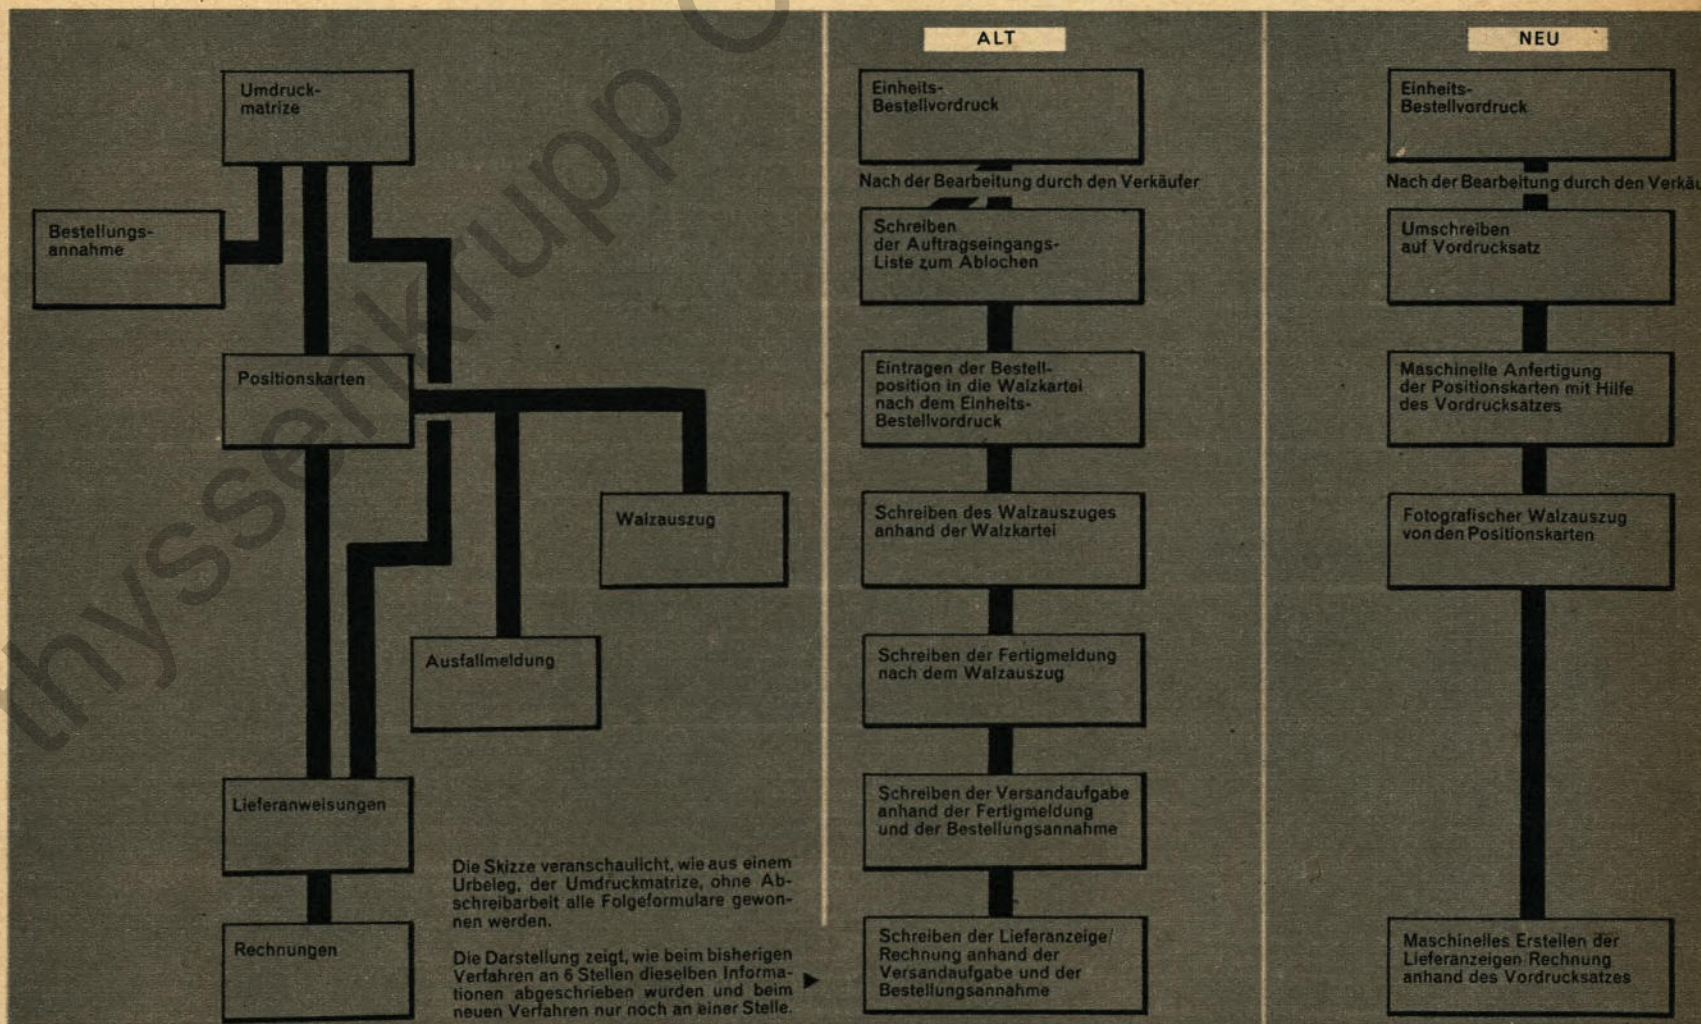 Umdruck-
matrize
Bestellungs-
annahme
Positionskarten
Walzauszug
Ausfallmeldung
Lieferanweisungen
Rechnungen
Die Skizze veranschaulicht, wie aus einem
Urbeleg, der Umdruckmatrize, ohne Ab-
schreibarbeit alle Folgeformulare gewon-
nen werden.
Die Darstellung zeigt, wie beim bisherigen
Verfahren an 6 Stellen dieselben Informa-
tionen abgeschrieben wurden und beim
neuen Verfahren nur noch an einer Stelle.
ALT
Einheits-
Bestellvordruck
Nach der Bearbeitung durch den Verkäufer
Schreiben
der Auftragseingangs-
Liste zum Ablochen
Eintragen der Bestell-
position in die Walzkartei
nach dem Einheits-
Bestellvordruck
Schreiben des Walzauszuges
anhand der Walzkartei
Schreiben der Fertigmeldung
nach dem Walzauszug
Schreiben der Versandaufgabe
anhand der Fertigmeldung
und der Bestellungsannahme
Schreiben der Lieferanzeige/
Rechnung anhand der
Versandaufgabe und der
Bestellungsannahme
NEU
Einheits-
Bestellvordruck
Nach der Bearbeitung durch den Verkäu
Umschreiben
auf Vordrucksatz
Maschinelle Anfertigung
der Positionskarten mit Hilfe
des Vordrucksatzes
Fotografischer Walzauszug
von den Positionskarten
Maschinelles Erstellen der
Lieferanzeigen Rechnung
anhand des Vordrucksatzes
thyssenkrupp C